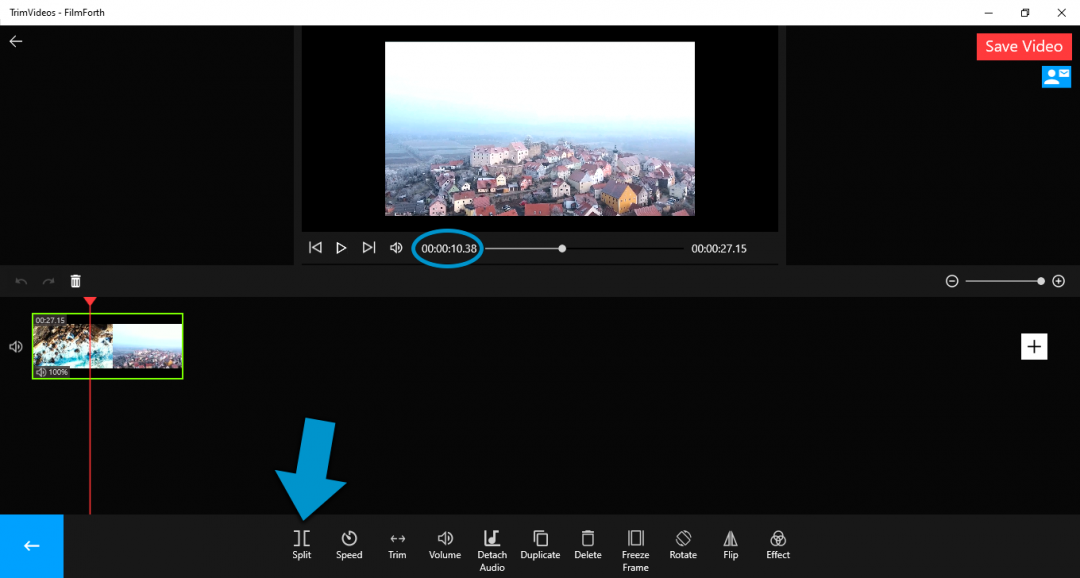 TrimVideos - FilmForth
Save Video
00:00:10.38
00:00:27.15
00:27.15
100%
Split
Speed
Trim
Volume
Detach
Audio
Duplicate
Delete
Freeze
Frame
Rotate
Flip
Effect